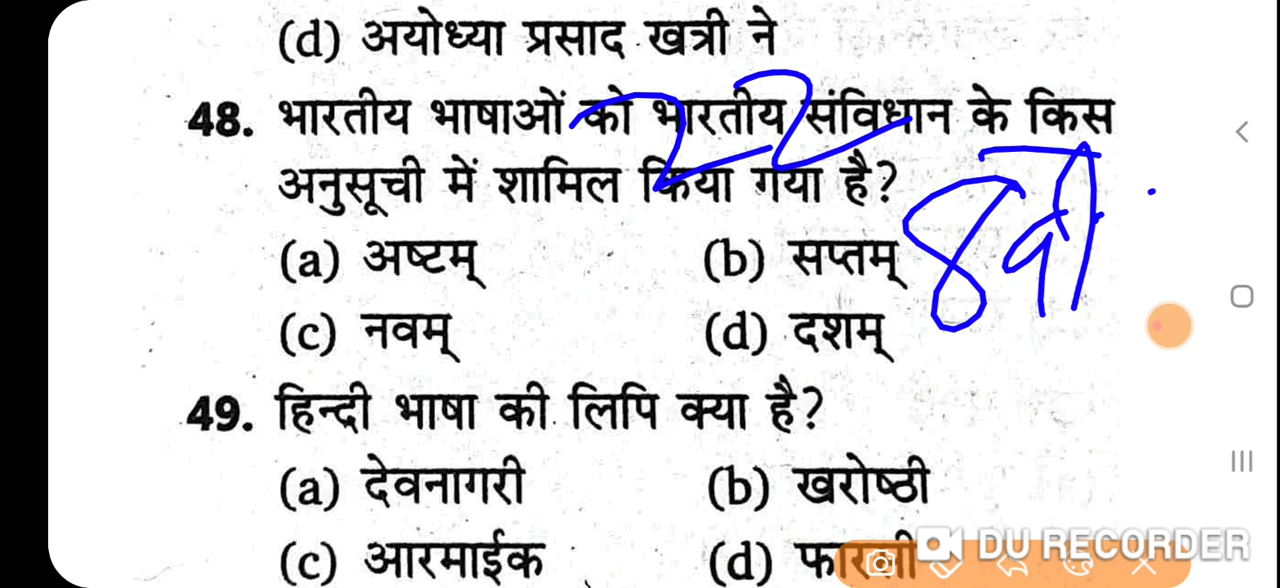 (d) अयोध्या प्रसाद खत्री ने
48. भारतीय भाषाओं को भारतीय संविधान के किस
22
अनुसूची में शामिल किया गया है?
8वीं
(a) अष्टम् (b) सप्तम्
(c) नवम् (d) दशम्
49. हिन्दी भाषा की लिपि क्या है?
(a) देवनागरी (b) खरोष्ठी
(c) आरमाईक (d) फारसी
DU RECORDER